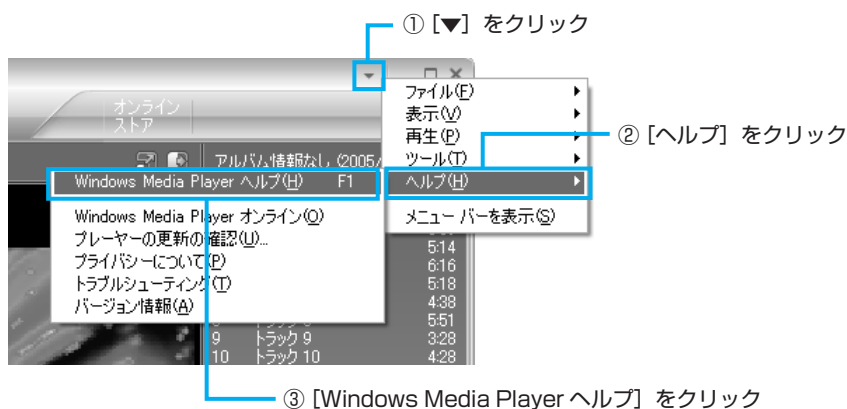 ① [▼] をクリック
オンライン
ストア
アルバム情報なし (2005/
ファイル(F)
表示(V)
再生(P)
ツール(T)
ヘルプ(H)
メニュー バーを表示(S)
② [ヘルプ] をクリック
Windows Media Player ヘルプ(H) F1
Windows Media Player オンライン(O)
プレーヤーの更新の確認(U)...
プライバシーについて(P)
トラブルシューティング(T)
バージョン情報(A)
5:14
6:16
5:18
4:38
5:51
9 トラック 9 3:28
10 トラック 10 4:28
③ [Windows Media Player ヘルプ] をクリック